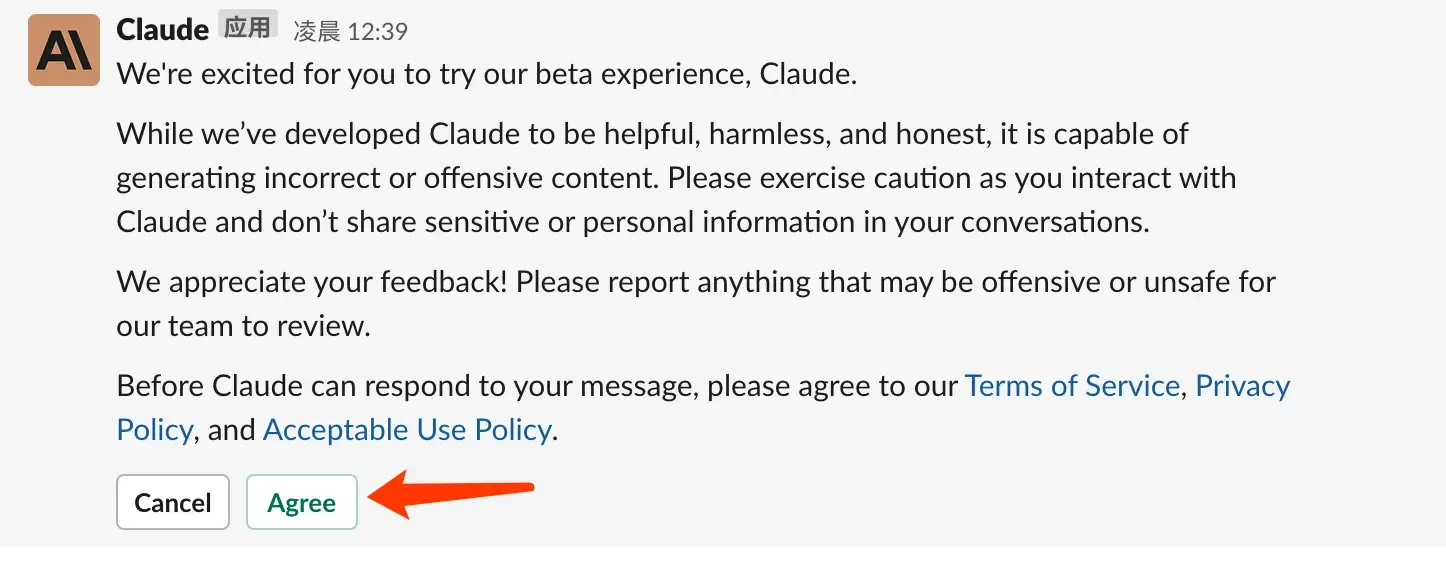 Claude 应用 凌晨 12:39
We're excited for you to try our beta experience, Claude.
While we’ve developed Claude to be helpful, harmless, and honest, it is capable of
generating incorrect or offensive content. Please exercise caution as you interact with
Claude and don’t share sensitive or personal information in your conversations.
We appreciate your feedback! Please report anything that may be offensive or unsafe for
our team to review.
Before Claude can respond to your message, please agree to our Terms of Service, Privacy
Policy, and Acceptable Use Policy.
Cancel Agree